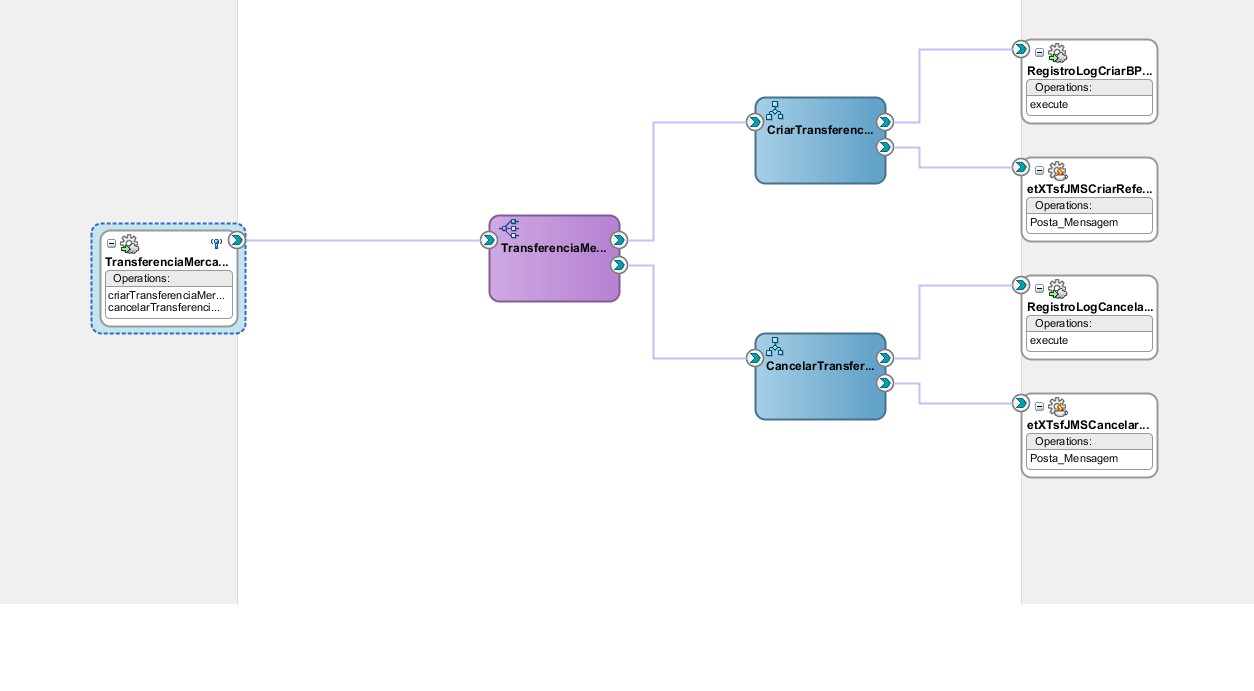 TransferenciaMerca...
Operations:
criarTransferenciaMer...
cancelarTransferenci...
TransferenciaMe...
CriarTransferenc...
CancelarTransfer...
RegistroLogCriarBP...
Operations:
execute
etXTsfJMSCriarRefe...
Operations:
Posta_Mensagem
RegistroLogCancela...
Operations:
execute
etXTsfJMSCancelar...
Operations:
Posta_Mensagem